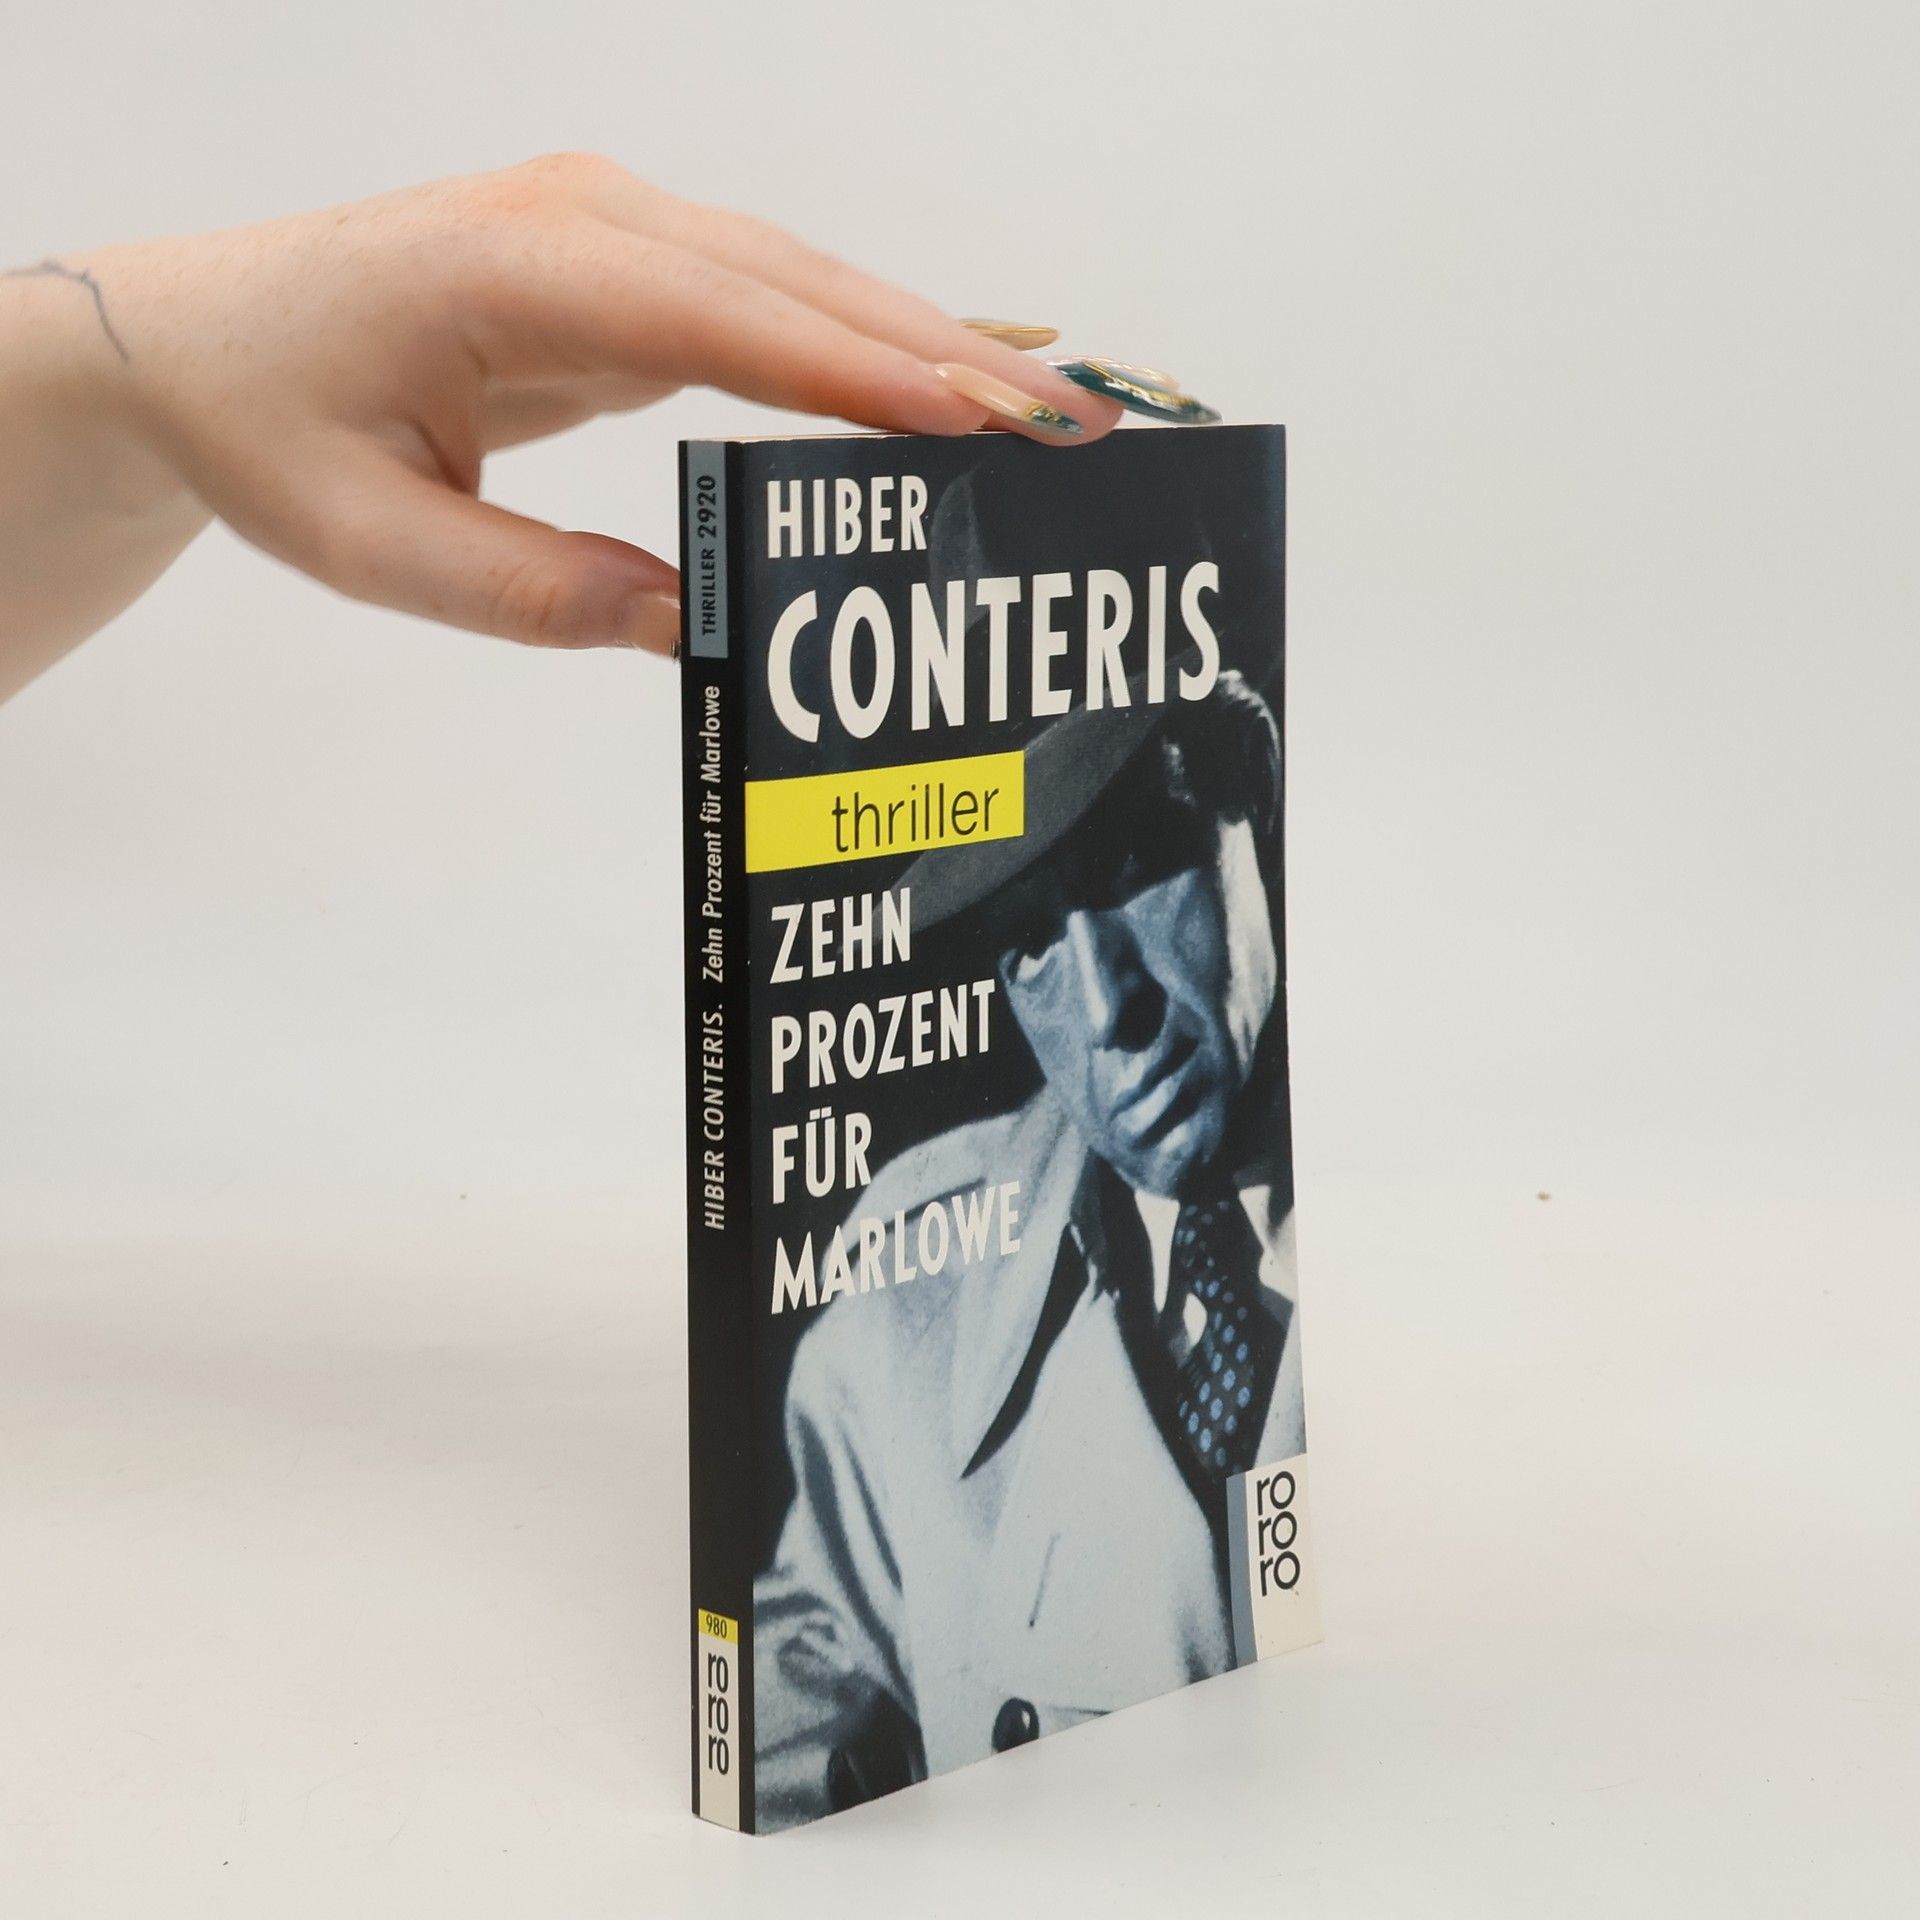 THRILLER 2920
HIBER CONTERIS. Zehn Prozent für Marlowe
980
ro
ro
ro
HIBER
CONTERIS
thriller
ZEHN
PROZENT
FÜR
MARLOWE
ro
ro
ro